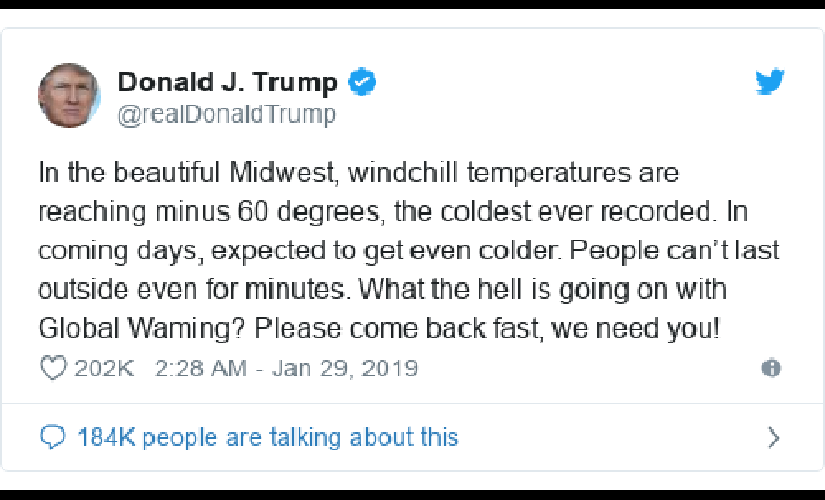 Donald J. Trump
@realDonaldTrump
In the beautiful Midwest, windchill temperatures are
reaching minus 60 degrees, the coldest ever recorded. In
coming days, expected to get even colder. People can’t last
outside even for minutes. What the hell is going on with
Global Waming? Please come back fast, we need you!
202K 2:28 AM - Jan 29, 2019
184K people are talking about this